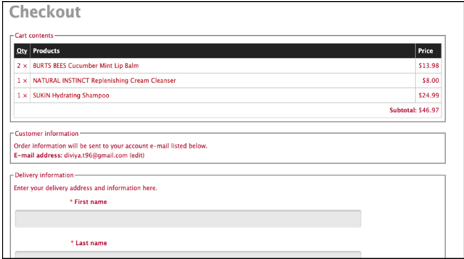 Checkout
Cart contents
Qty Products Price
2 × BURTS BEES Cucumber Mint Lip Balm $13.98
1 × NATURAL INSTINCT Replenishing Cream Cleanser $8.00
1 × SUKIN Hydrating Shampoo $24.99
Subtotal: $46.97
Customer information
Order information will be sent to your account e-mail listed below.
E-mail address: diviya.t96@gmail.com (edit)
Delivery information
Enter your delivery address and information here.
* First name
* Last name